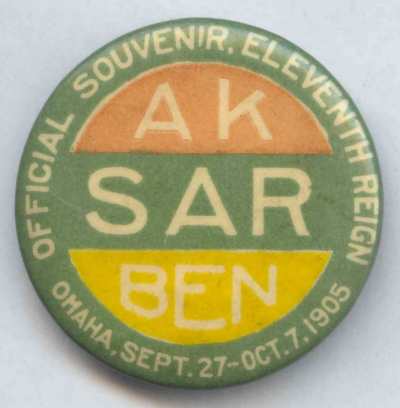 OFFICIAL SOUVENIR, ELEVENTH REIGN
AK
SAR
BEN
OMAHA, SEPT. 27-OCT. 7, 1905